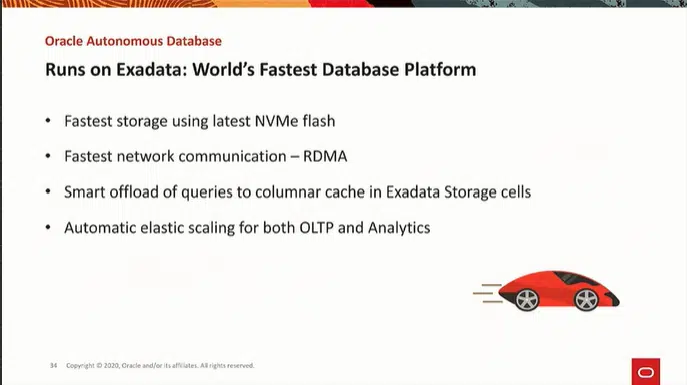 Oracle Autonomous Database
Runs on Exadata: World's Fastest Database Platform
• Fastest storage using latest NVMe flash
• Fastest network communication – RDMA
• Smart offload of queries to columnar cache in Exadata Storage cells
• Automatic elastic scaling for both OLTP and Analytics
34 Copyright © 2020, Oracle and/or its affiliates. All rights reserved.